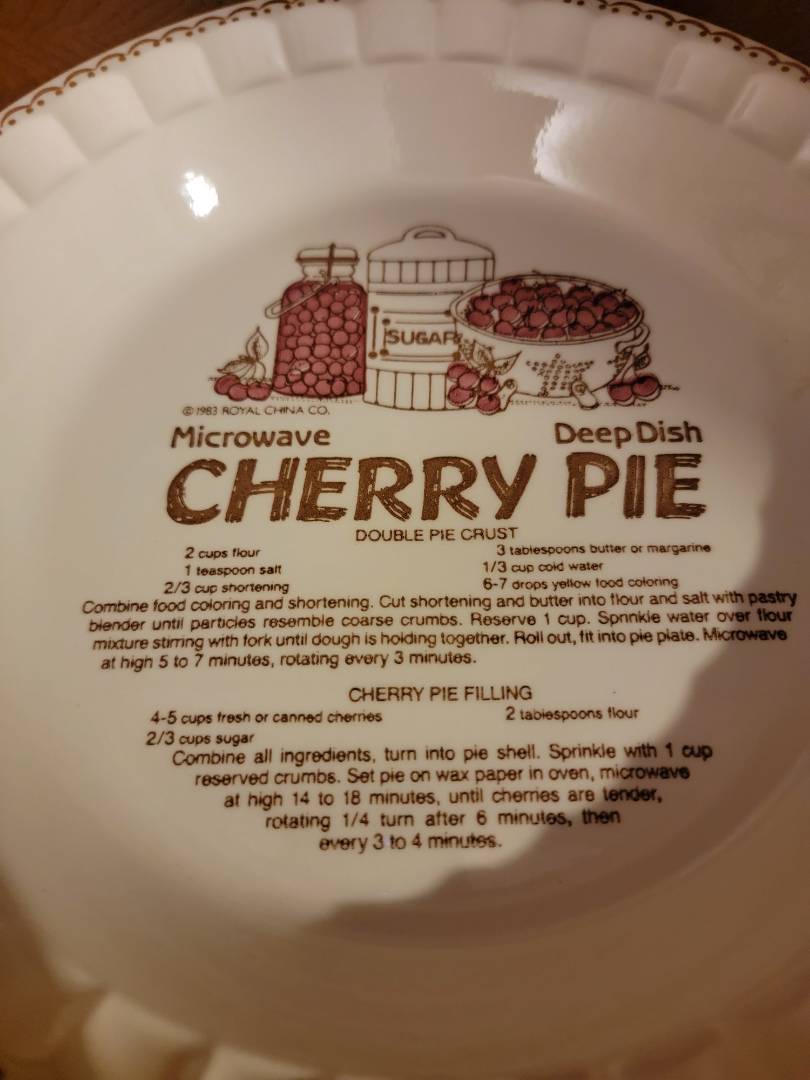 SUGAR
© 1983 ROYAL CHINA CO.
Microwave Deep Dish
CHERRY PIE
DOUBLE PIE CRUST
2 cups flour 3 tablespoons butter or margarine
1 teaspoon salt 1/3 cup cold water
2/3 cup shortening 6-7 drops yellow food coloring
Combine food coloring and shortening. Cut shortening and butter into flour and salt with pastry
blender until particles resemble coarse crumbs. Reserve 1 cup. Sprinkle water over flour
mixture stirring with fork until dough is holding together. Roll out, fit into pie plate. Microwave
at high 5 to 7 minutes, rotating every 3 minutes.
CHERRY PIE FILLING
4-5 cups fresh or canned cherries 2 tablespoons flour
2/3 cups sugar
Combine all ingredients, turn into pie shell. Sprinkle with 1 cup
reserved crumbs. Set pie on wax paper in oven, microwave
at high 14 to 18 minutes, until cherries are tender,
rotating 1/4 turn after 6 minutes, then
every 3 to 4 minutes.